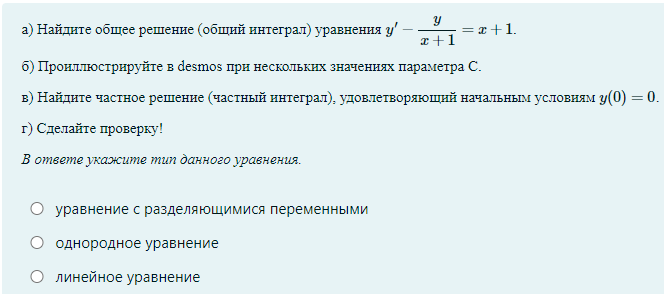 а) Найдите общее решение (общий интеграл) уравнения y′ − y/(x + 1) = x + 1.
б) Проиллюстрируйте в desmos при нескольких значениях параметра C.
в) Найдите частное решение (частный интеграл), удовлетворяющий начальным условиям y(0) = 0.
г) Сделайте проверку!
В ответе укажите тип данного уравнения.
уравнение с разделяющимися переменными
однородное уравнение
линейное уравнение